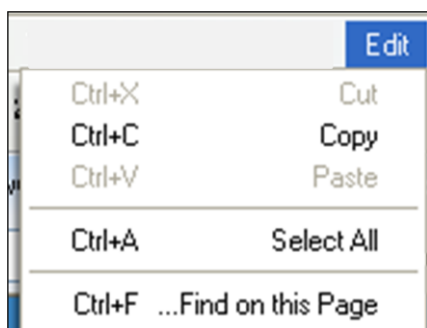 Edit
Ctrl+X Cut
Ctrl+C Copy
Ctrl+V Paste
Ctrl+A Select All
Ctrl+F ...Find on this Page